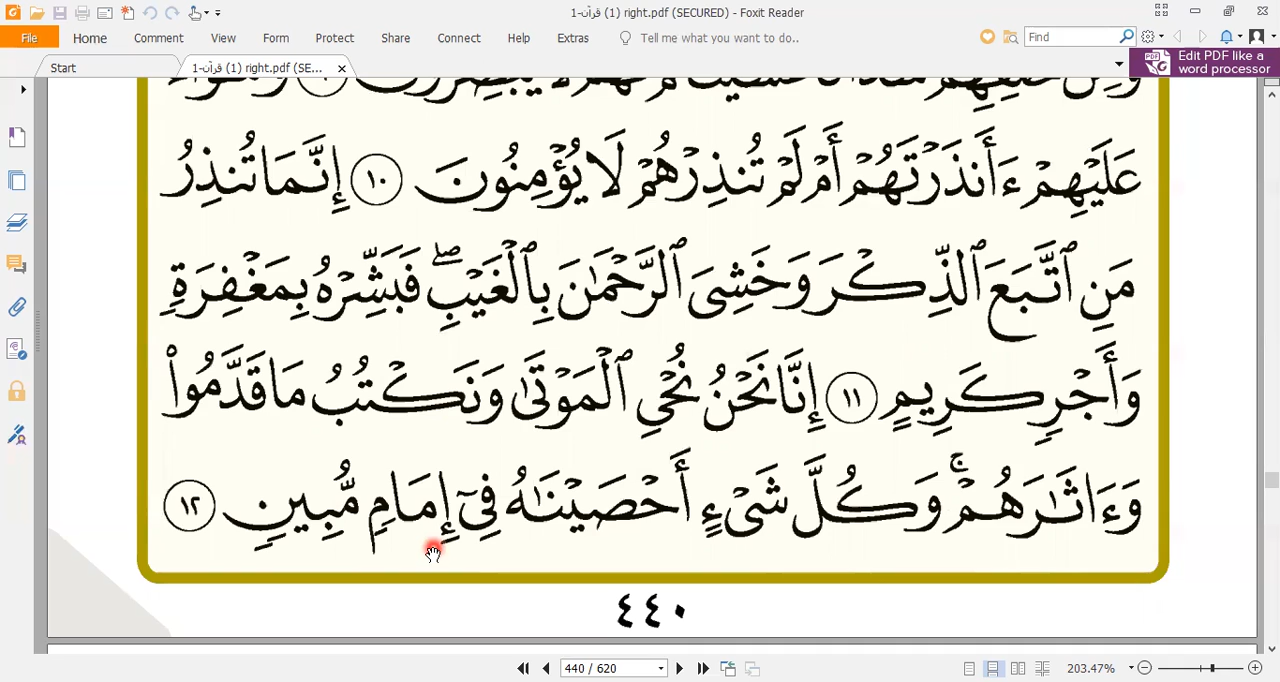 1-قرآن (1) right.pdf (SECURED) - Foxit Reader
File Home Comment View Form Protect Share Connect Help Extras Tell me what you want to do.. Find
Start 1-قرآن (1) right.pdf (SE... Edit PDF like a word processor
عَلَيْهِمْ ءَأَنذَرْتَهُمْ أَمْ لَمْ تُنذِرْهُمْ لَا يُؤْمِنُونَ ١٠ إِنَّمَا تُنذِرُ
مَنِ ٱتَّبَعَ ٱلذِّكْرَ وَخَشِىَ ٱلرَّحْمَٰنَ بِٱلْغَيْبِ ۖ فَبَشِّرْهُ بِمَغْفِرَةٍ
وَأَجْرٍ كَرِيمٍ ١١ إِنَّا نَحْنُ نُحْىِ ٱلْمَوْتَىٰ وَنَكْتُبُ مَا قَدَّمُوا۟
وَءَاثَٰرَهُمْ ۚ وَكُلَّ شَىْءٍ أَحْصَيْنَٰهُ فِىٓ إِمَامٍ مُّبِينٍ ١٢
٤٤٠
440 / 620 203.47%